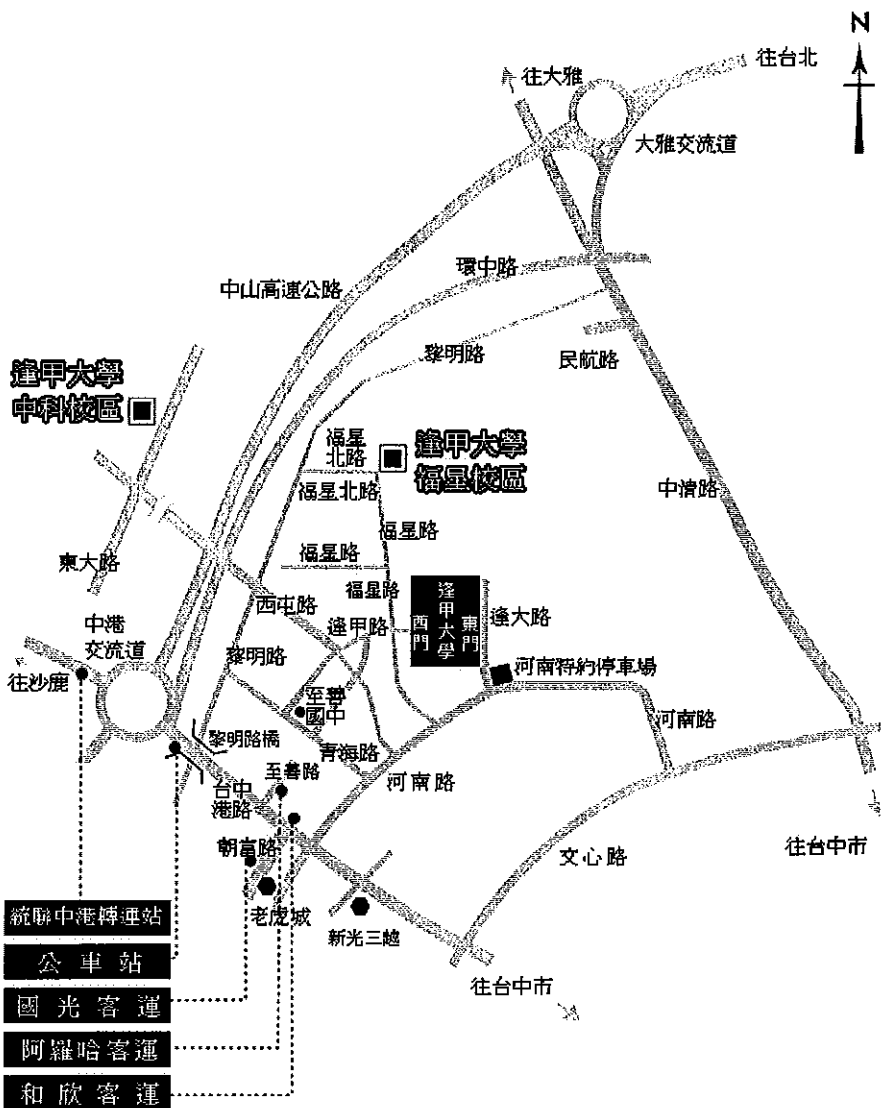 N
往台北
往大雅
大雅交流道
環中路
中山高速公路
黎明路
民航路
逢甲大學
中科校區
福星
北路
逢甲大學
福星校區
福星北路
中清路
福星路
東大路
福星路
福星路
西屯路
逢甲大學
西門
東門
逢大路
中港
交流道
逢甲路
黎明路
河南特約停車場
往沙鹿
至善
國中
河南路
黎明路橋
青海路
至善路
河南路
台中
港路
朝富路
文心路
往台中市
老虎城
新光三越
統聯中港轉運站
公車站
往台中市
國光客運
阿羅哈客運
和欣客運